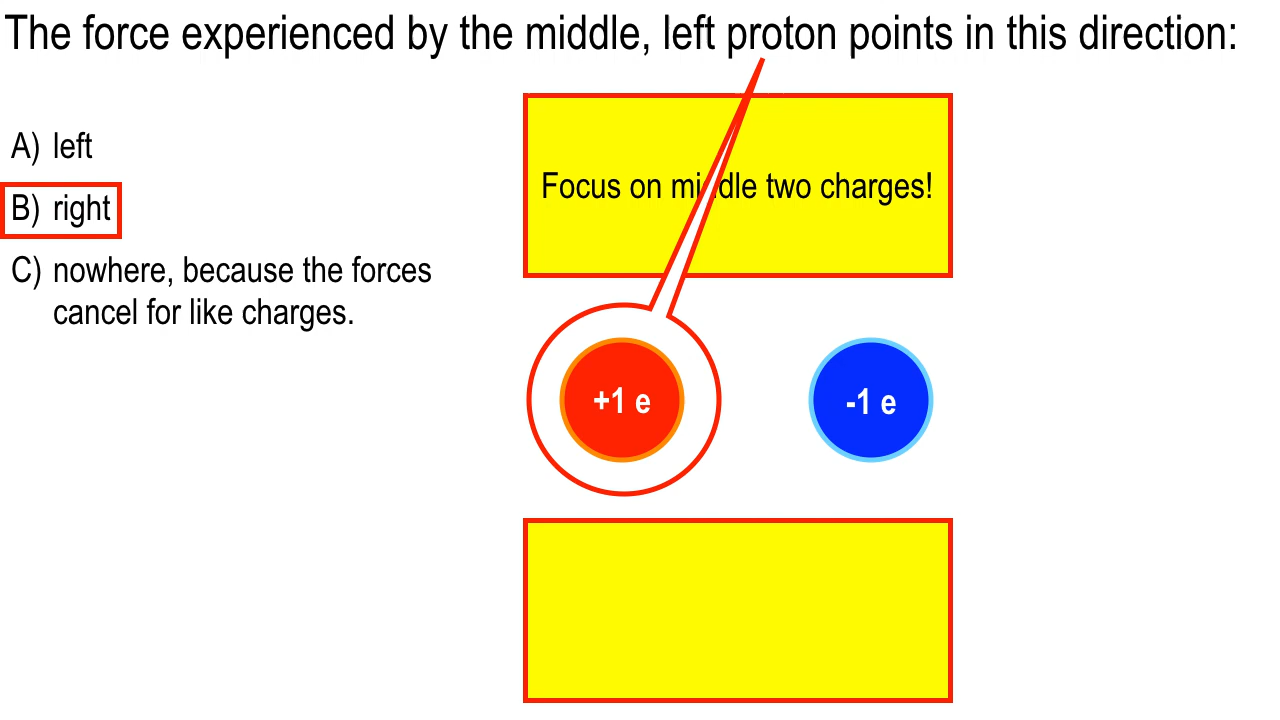 The force experienced by the middle, left proton points in this direction:
A) left
B) right
C) nowhere, because the forces
cancel for like charges.
Focus on middle two charges!
+1 e
-1 e